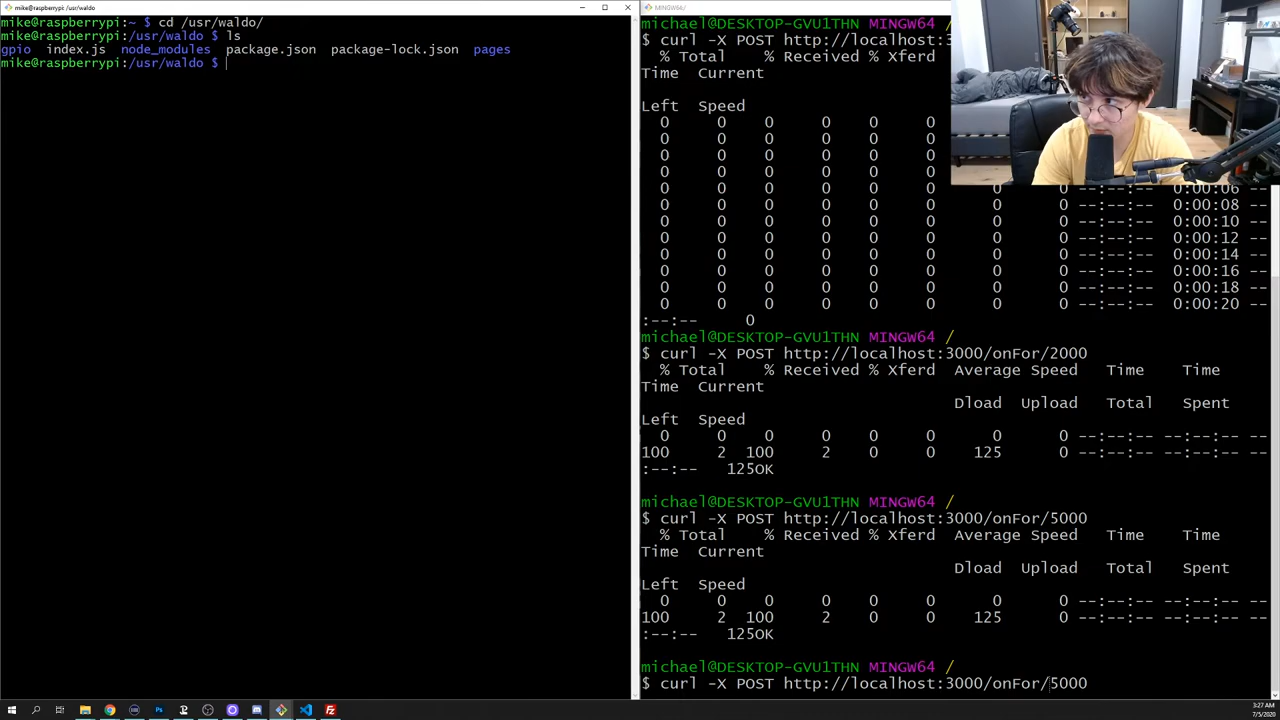 mike@raspberrypi: /usr/waldo
mike@raspberrypi:~ $ cd /usr/waldo/
mike@raspberrypi:/usr/waldo $ ls
gpio index.js node_modules package.json package-lock.json pages
mike@raspberrypi:/usr/waldo $
MINGW64:/
michael@DESKTOP-GVU1THN MINGW64 /
$ curl -X POST http://localhost:3000
% Total % Received % Xferd
Time Current
Left Speed
0 0 0 0 0 0
0 0 0 0 0 0
0 0 0 0 0 0
0 0 0 0 0 0
0 0 0 0 0 0 0 --:--:-- 0:00:06 --
0 0 0 0 0 0 0 --:--:-- 0:00:08 --
0 0 0 0 0 0 0 --:--:-- 0:00:10 --
0 0 0 0 0 0 0 --:--:-- 0:00:12 --
0 0 0 0 0 0 0 --:--:-- 0:00:14 --
0 0 0 0 0 0 0 --:--:-- 0:00:16 --
0 0 0 0 0 0 0 --:--:-- 0:00:18 --
0 0 0 0 0 0 0 --:--:-- 0:00:20 --
:--:-- 0
michael@DESKTOP-GVU1THN MINGW64 /
$ curl -X POST http://localhost:3000/onFor/2000
% Total % Received % Xferd Average Speed Time Time
Time Current
Dload Upload Total Spent
Left Speed
0 0 0 0 0 0 0 --:--:-- --:--:--
100 2 100 2 0 0 125 0 --:--:-- --:--:--
:--:-- 125OK
michael@DESKTOP-GVU1THN MINGW64 /
$ curl -X POST http://localhost:3000/onFor/5000
% Total % Received % Xferd Average Speed Time Time
Time Current
Dload Upload Total Spent
Left Speed
0 0 0 0 0 0 0 --:--:-- --:--:--
100 2 100 2 0 0 125 0 --:--:-- --:--:--
:--:-- 125OK
michael@DESKTOP-GVU1THN MINGW64 /
$ curl -X POST http://localhost:3000/onFor/5000
3:27 AM
7/5/2020